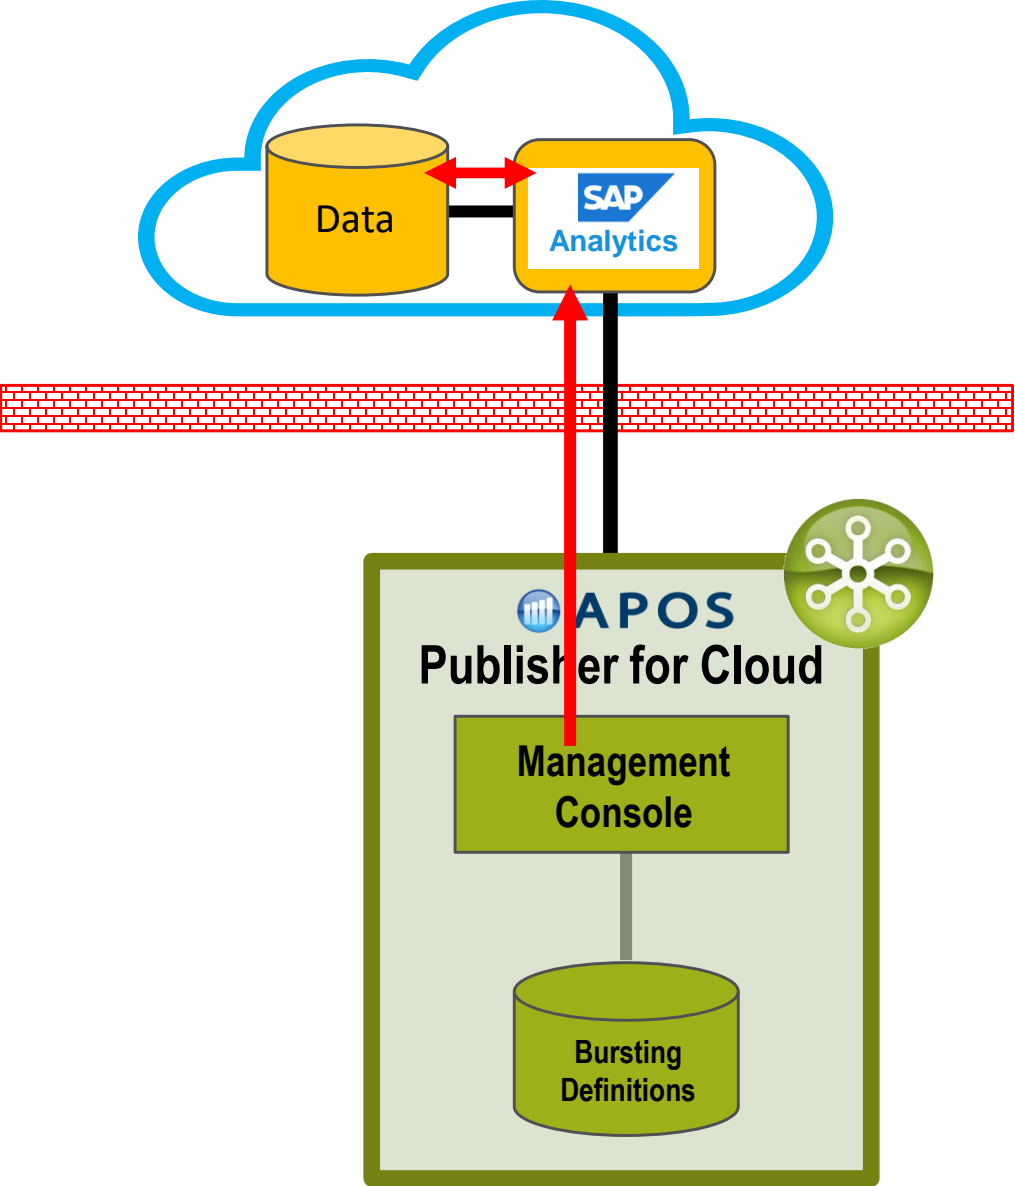 Data
SAP
Analytics
APOS
Publisher for Cloud
Management
Console
Bursting
Definitions